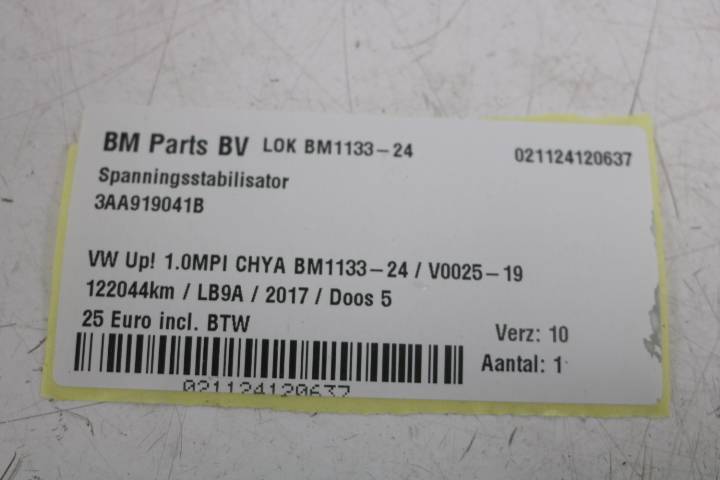 BM Parts BV LOK BM1133-24 021124120637
Spanningsstabilisator
3AA919041B
VW Up! 1.0MPI CHYA BM1133-24 / V0025-19
122044km / LB9A / 2017 / Doos 5
25 Euro incl. BTW Verz: 10
Aantal: 1
021124120637